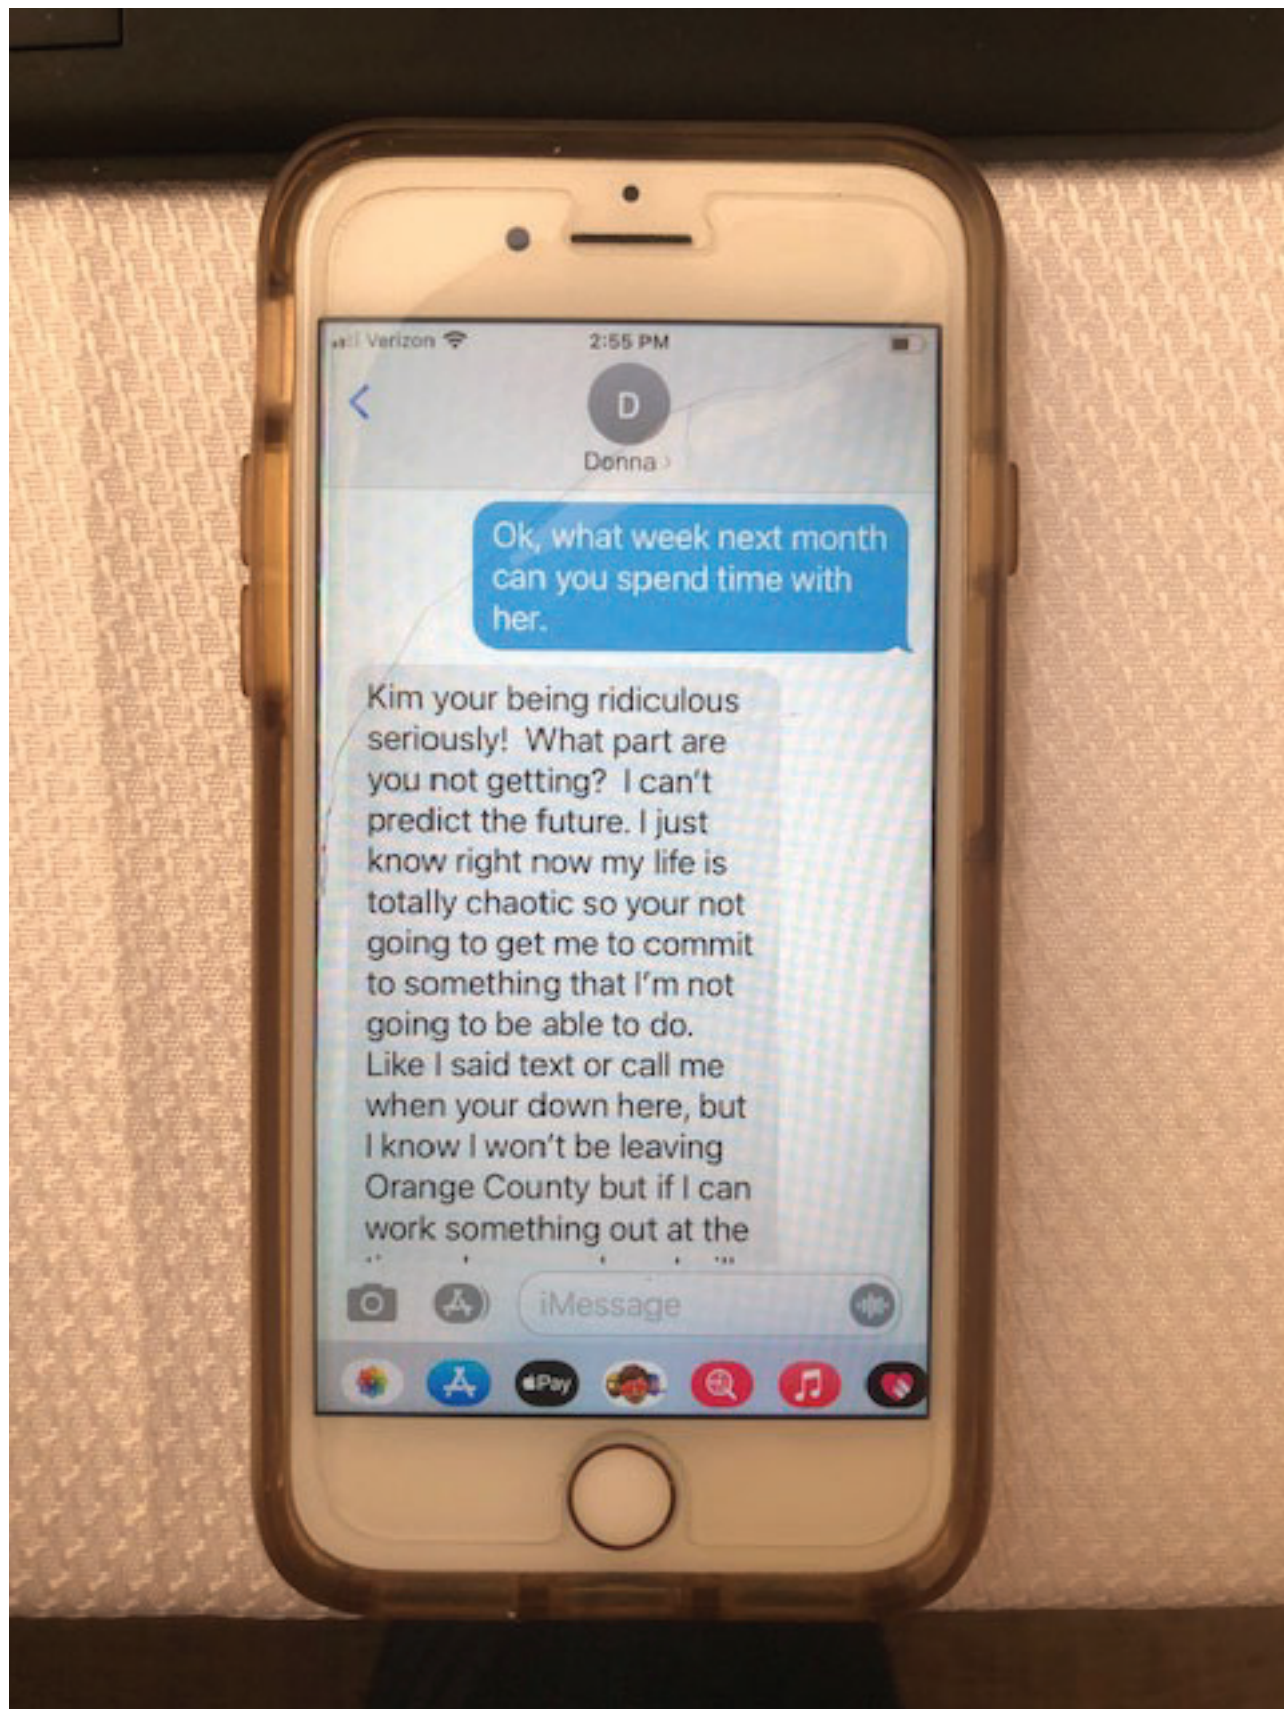 Verizon 2:55 PM
D
Donna
Ok, what week next month
can you spend time with
her.
Kim your being ridiculous
seriously!  What part are
you not getting?  I can't
predict the future. I just
know right now my life is
totally chaotic so your not
going to get me to commit
to something that I'm not
going to be able to do.
Like I said text or call me
when your down here, but
I know I won't be leaving
Orange County but if I can
work something out at the
iMessage
Pay